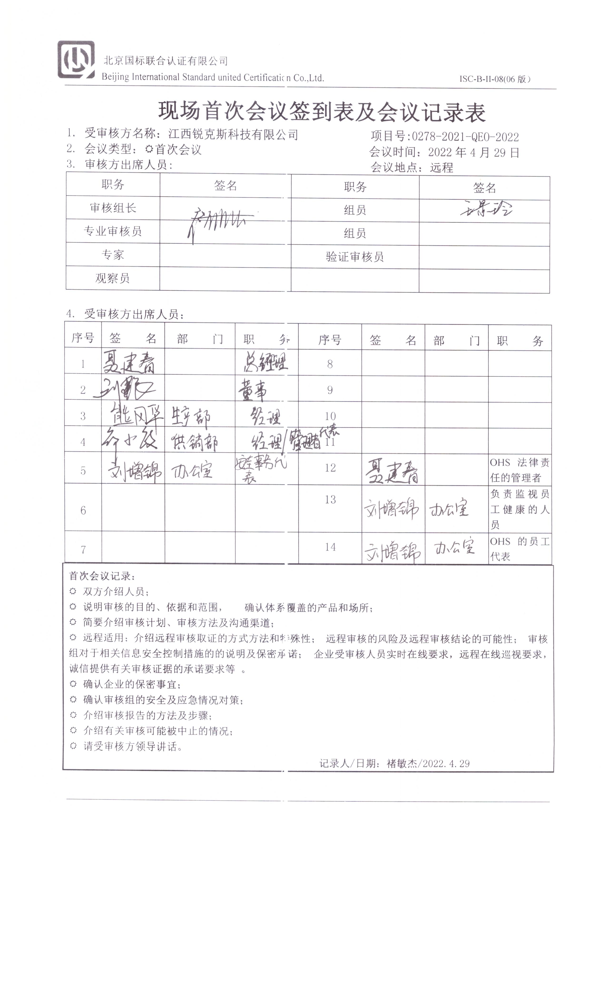 北京国标联合认证有限公司
Beijing International Standard united Certification Co.,Ltd.
ISC-B-II-08(06 版)
现场首次会议签到表及会议记录表
1. 受审核方名称：江西锐克斯科技有限公司 项目号:0278-2021-QEO-2022
2. 会议类型：首次会议 会议时间：2022 年 4 月 29 日
3. 审核方出席人员： 会议地点：远程
职务 签名 职务 签名
审核组长 组员 王景玲
专业审核员 组员
专家 验证审核员
观察员
4. 受审核方出席人员：
序号 签 名 部 门 职 务 序号 签 名 部 门 职 务
1 聂建春 总经理 8
2 董事 9
3 熊风华 生产部 经理 10
4 供销部 经理/管理者代表 11
5 刘增锦 办公室 安全事务代表 12 聂建春 OHS 法律责任的管理者
6 13 刘增锦 办公室 负责监视员工健康的人员
7 14 刘增锦 办公室 OHS 的员工代表
首次会议记录：
双方介绍人员；
说明审核的目的、依据和范围， 确认体系覆盖的产品和场所；
简要介绍审核计划、审核方法及沟通渠道；
远程适用：介绍远程审核取证的方式方法和特殊性； 远程审核的风险及远程审核结论的可能性； 审核
组对于相关信息安全控制措施的的说明及保密承诺； 企业受审核人员实时在线要求，远程在线巡视要求，
诚信提供有关审核证据的承诺要求等 。
确认企业的保密事宜；
确认审核组的安全及应急情况对策；
介绍审核报告的方法及步骤；
介绍有关审核可能被中止的情况；
请受审核方领导讲话。
记录人/日期：褚敏杰/2022.4.29